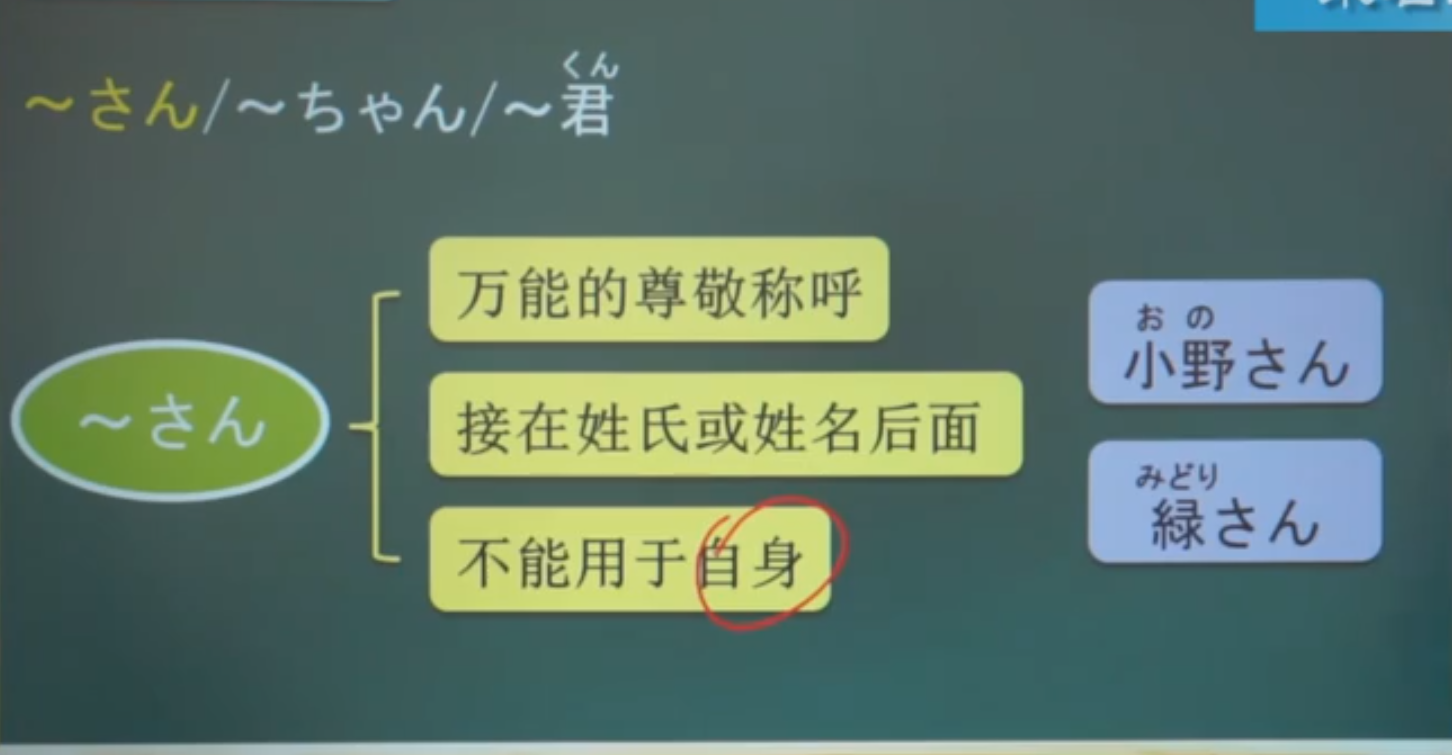 ～さん/～ちゃん/～君
くん
～さん
万能的尊敬称呼
接在姓氏或姓名后面
不能用于自身
おの
小野さん
みどり
緑さん